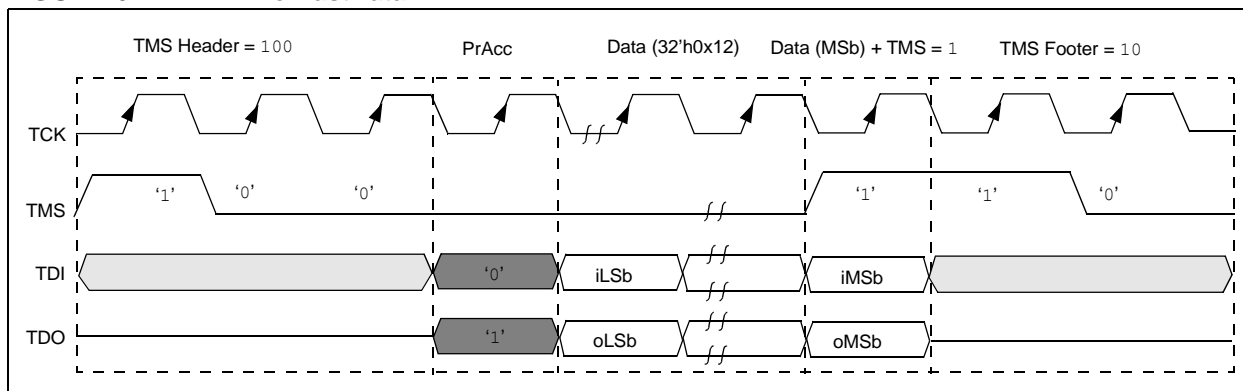 TMS Header = 100 PrAcc Data (32'h0x12) Data (MSb) + TMS = 1 TMS Footer = 10
TCK
TMS '1' '0' '0' '1' '1' '0'
TDI '0' iLSb iMSb
TDO '1' oLSb oMSb